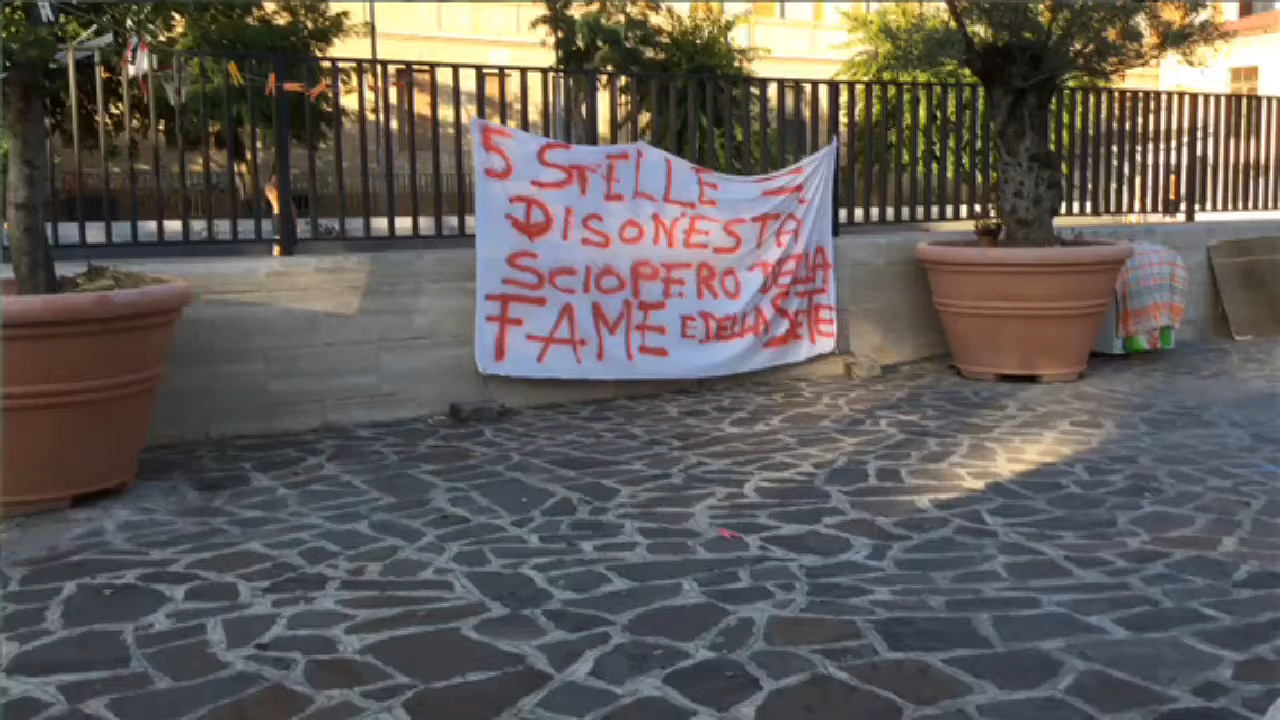 5 STELLE =
DISONESTA
SCIOPERO DELLA
FAME E DELLA SETE